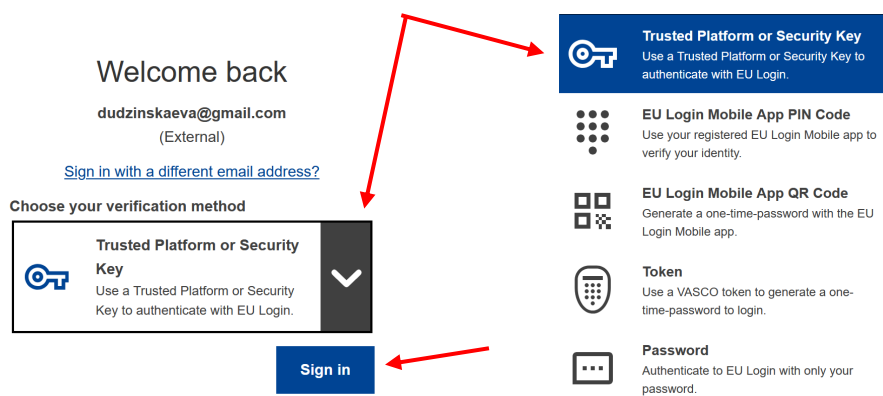 Welcome back
dudzinskaeva@gmail.com
(External)
Sign in with a different email address?
Choose your verification method
Trusted Platform or Security
Key
Use a Trusted Platform or Security
Key to authenticate with EU Login.
Sign in
Trusted Platform or Security Key
Use a Trusted Platform or Security Key to
authenticate with EU Login.
EU Login Mobile App PIN Code
Use your registered EU Login Mobile app to
verify your identity.
EU Login Mobile App QR Code
Generate a one-time-password with the EU
Login Mobile app.
Token
Use a VASCO token to generate a one-
time-password to login.
Password
Authenticate to EU Login with only your
password.